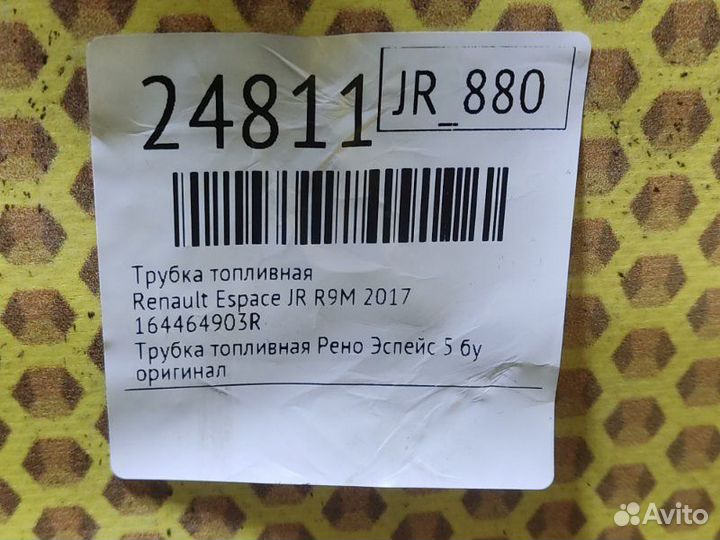 24811
JR_880
Трубка топливная
Renault Espace JR R9M 2017
164464903R
Трубка топливная Рено Эспейс 5 бу
оригинал
Avito